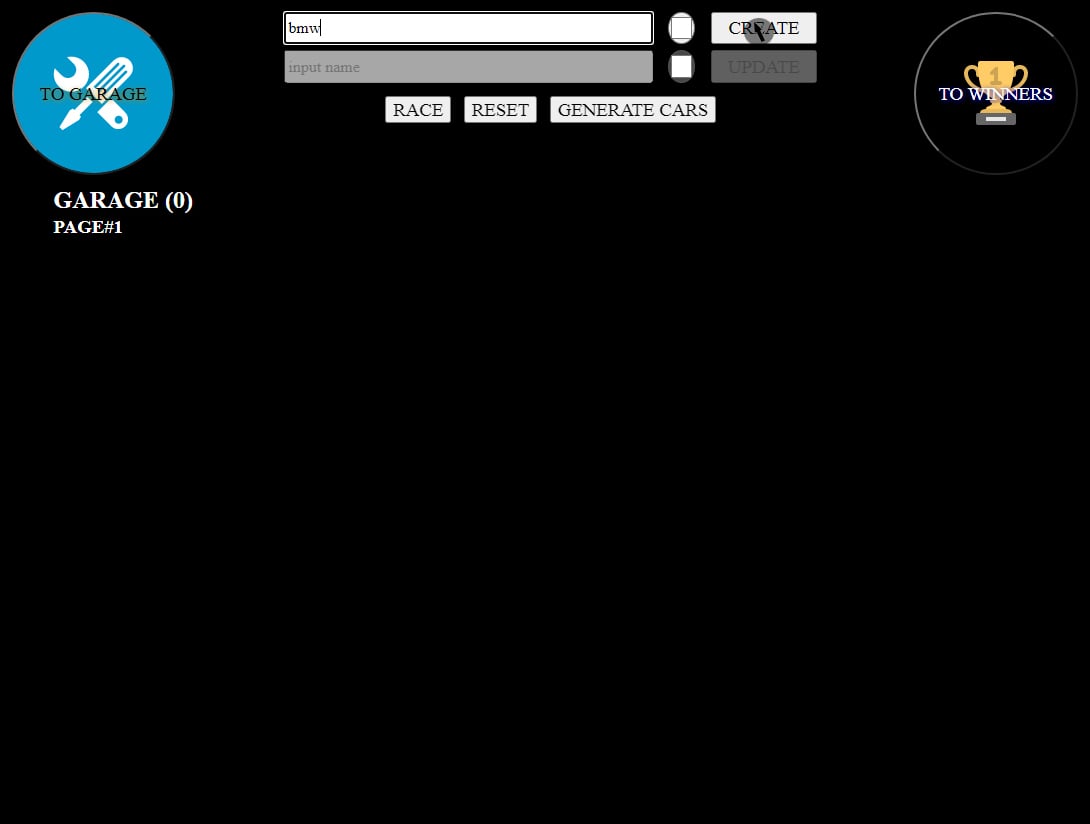 bmw
CREATE
input name
UPDATE
TO GARAGE
1
TO WINNERS
RACE RESET GENERATE CARS
GARAGE (0)
PAGE#1